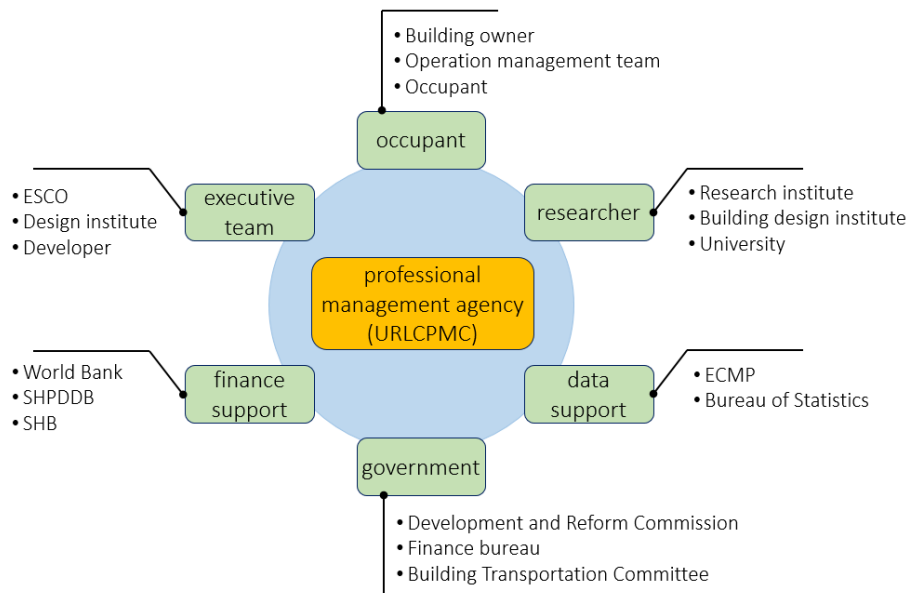 • Building owner
• Operation management team
• Occupant
occupant
• ESCO
• Design institute
• Developer
executive
team
researcher
• Research institute
• Building design institute
• University
professional
management agency
(URLCPMC)
• World Bank
• SHPDDB
• SHB
finance
support
data
support
• ECMP
• Bureau of Statistics
government
• Development and Reform Commission
• Finance bureau
• Building Transportation Committee